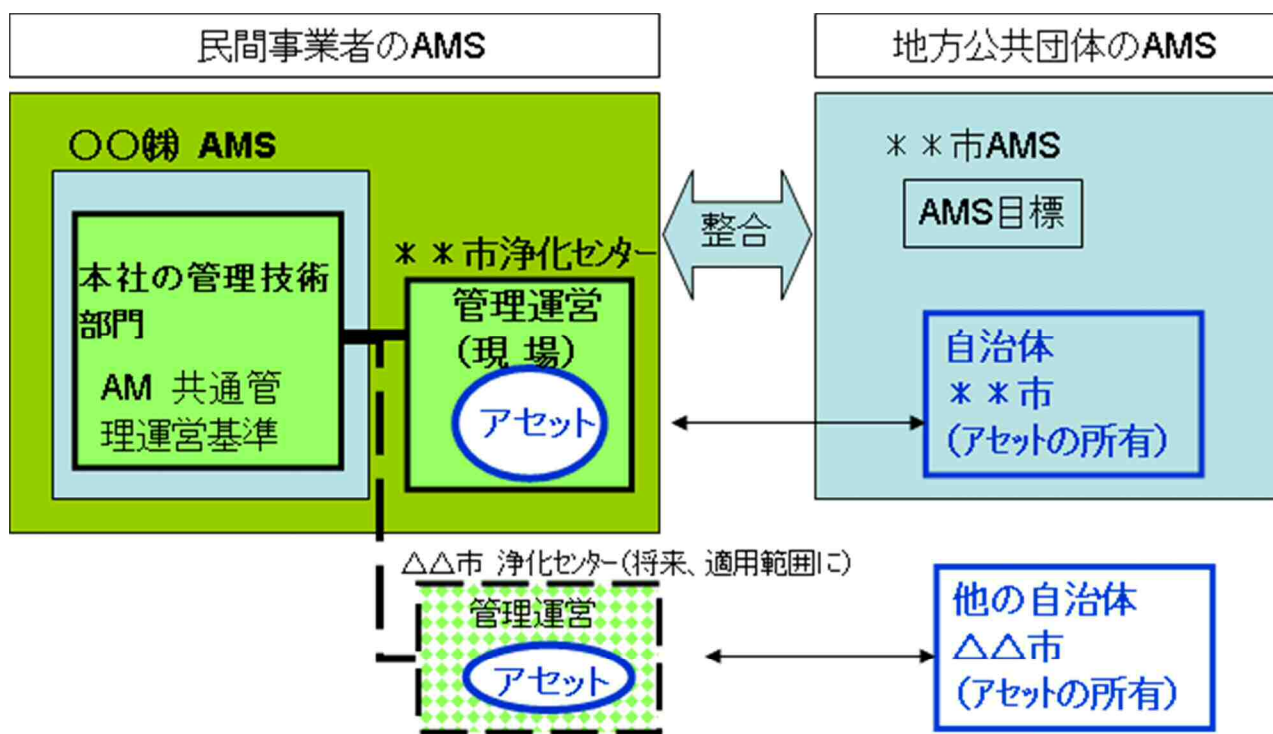 民間事業者のAMS
地方公共団体のAMS
○○㈱ AMS
本社の管理技術
部門
AM 共通管
理運営基準
＊＊市浄化センター
管理運営
(現 場)
アセット
整合
＊＊市AMS
AMS目標
自治体
＊＊市
(アセットの所有)
△△市 浄化センター(将来、適用範囲に)
管理運営
アセット
他の自治体
△△市
(アセットの所有)